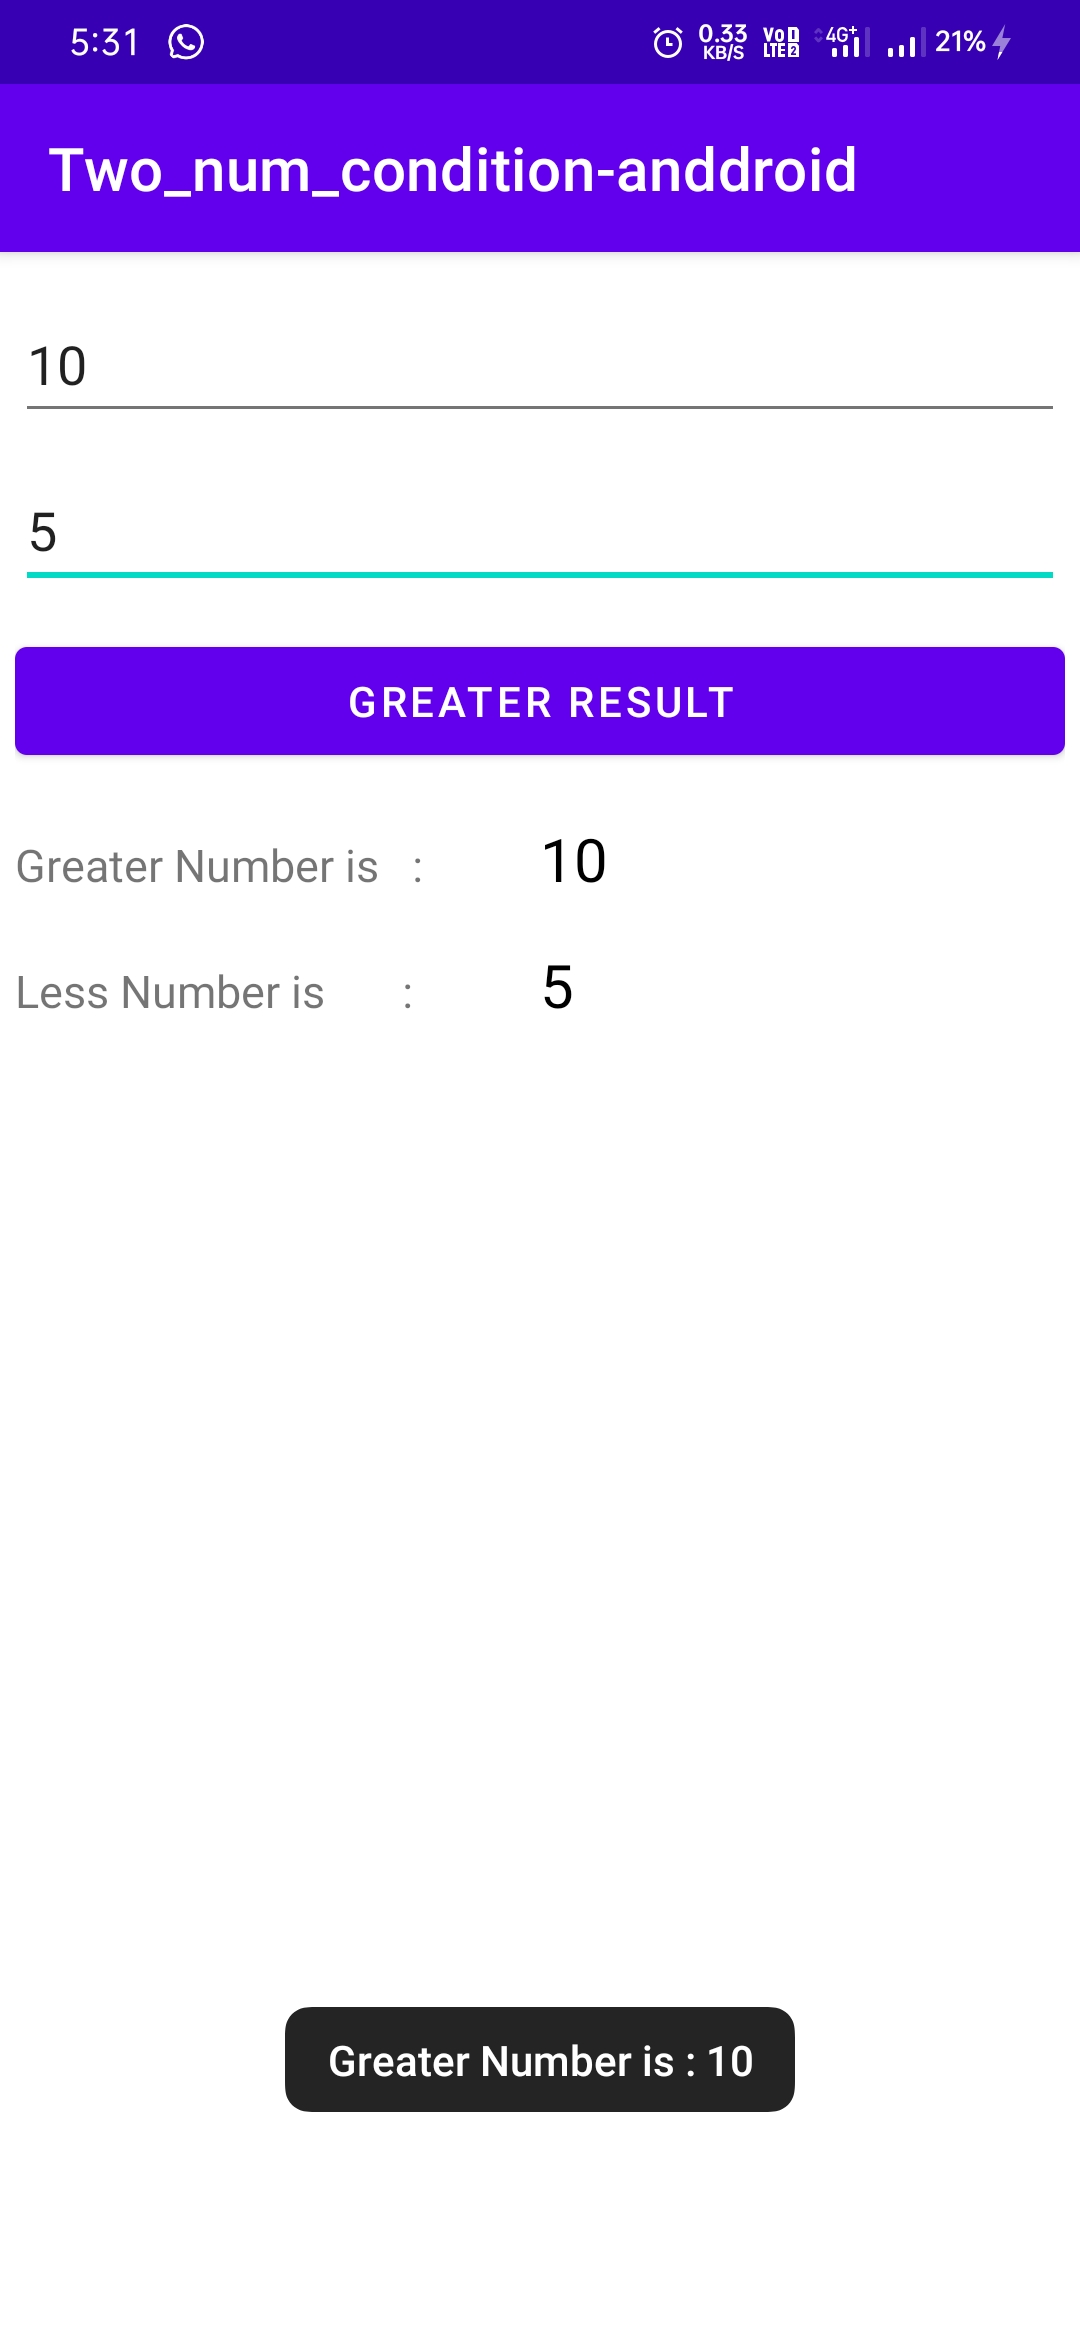 5:31 0.33 KB/S Vo 1 LTE 2 4G+ 21%
Two_num_condition-anddroid
10
5
GREATER RESULT
Greater Number is : 10
Less Number is : 5
Greater Number is : 10